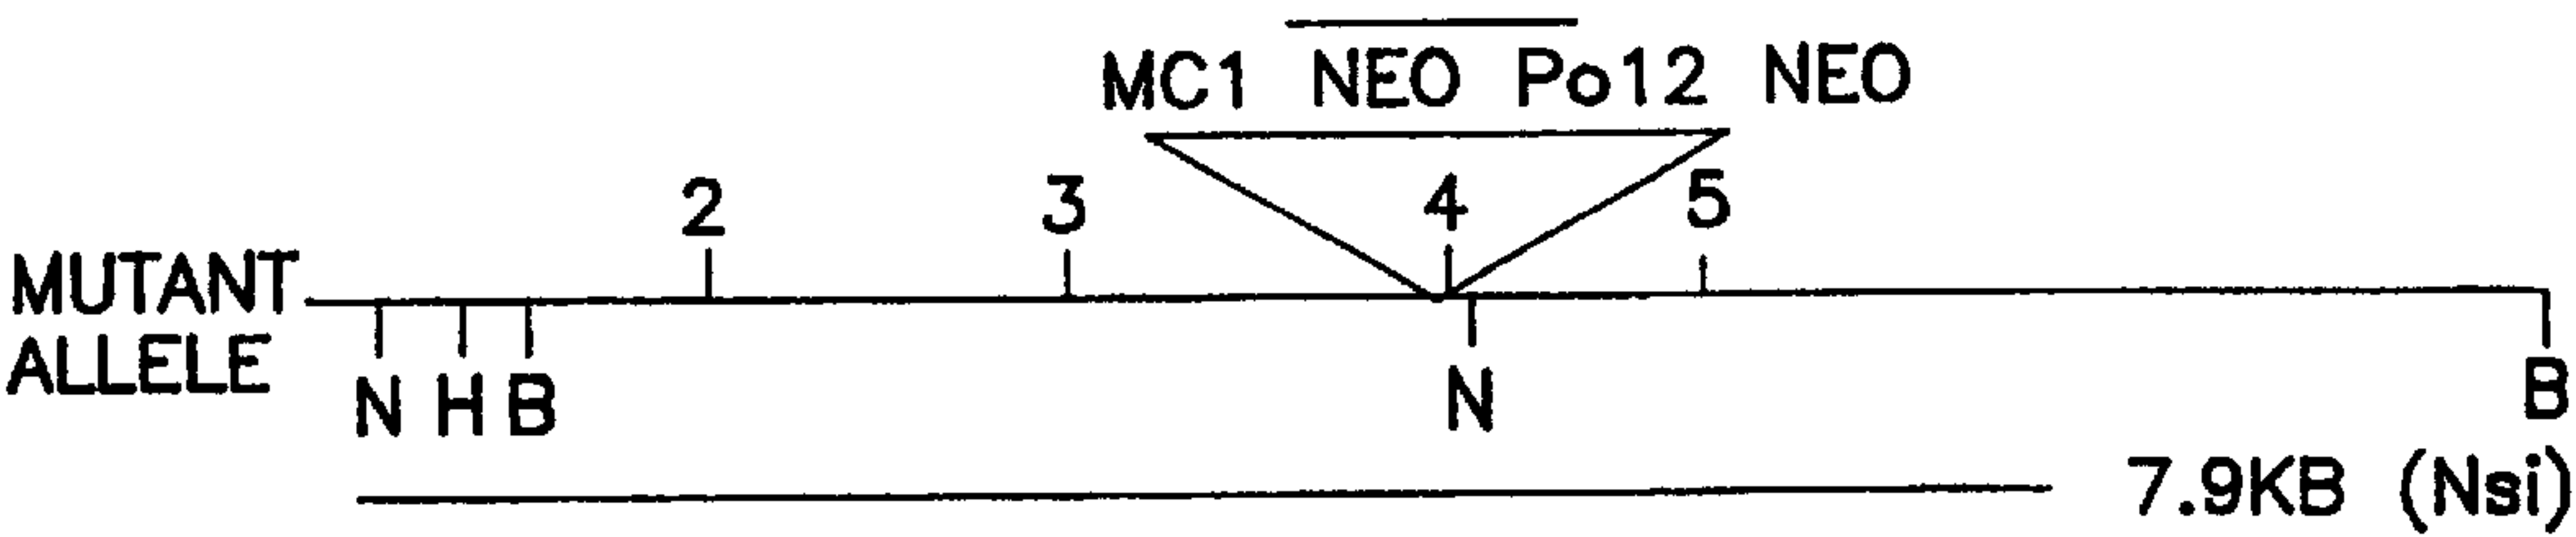 MC1 NEO Po12 NEO
2 3 4 5
MUTANT
ALLELE
N H B N B
7.9KB (Nsi)